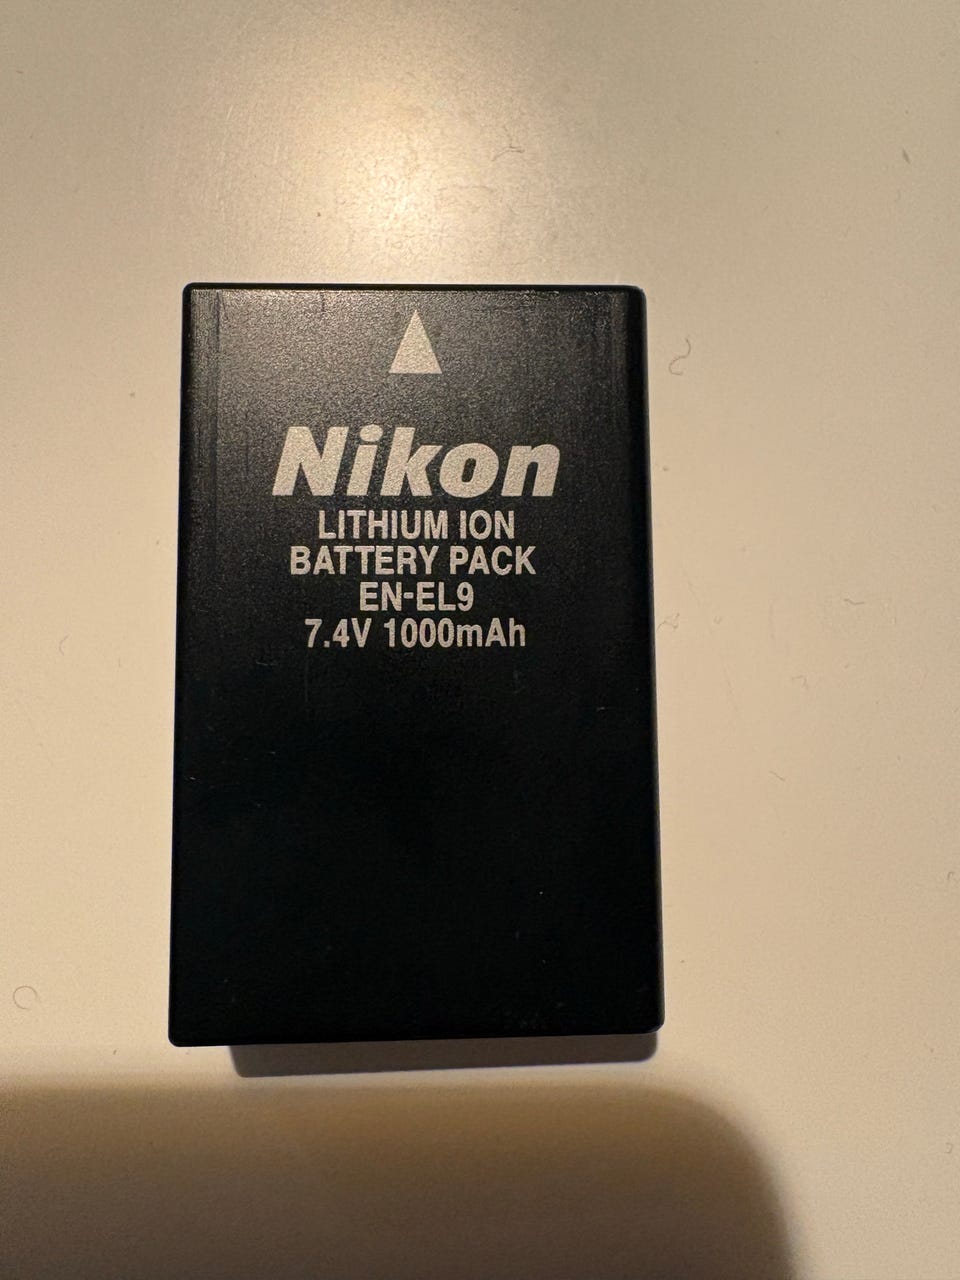 Nikon
LITHIUM ION
BATTERY PACK
EN-EL9
7.4V 1000mAh